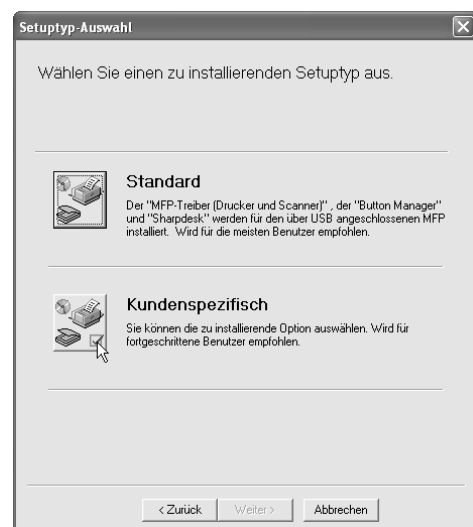 Setuptyp-Auswahl
Wählen Sie einen zu installierenden Setuptyp aus.
Standard
Der "MFP-Treiber (Drucker und Scanner)" , der "Button Manager"
und "Sharpdesk" werden für den über USB angeschlossenen MFP
installiert. Wird für die meisten Benutzer empfohlen.
Kundenspezifisch
Sie können die zu installierende Option auswählen. Wird für
fortgeschrittene Benutzer empfohlen.
< Zurück Weiter > Abbrechen